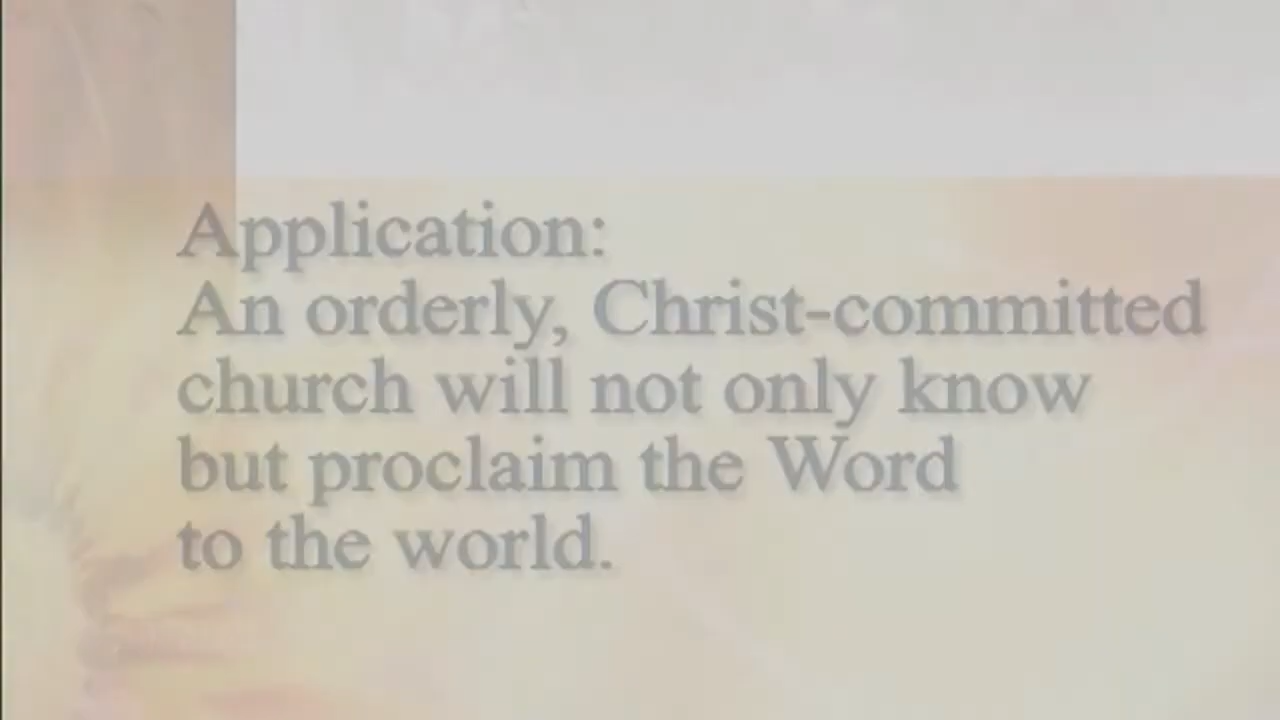 Application:
An orderly, Christ-committed
church will not only know
but proclaim the Word
to the world.